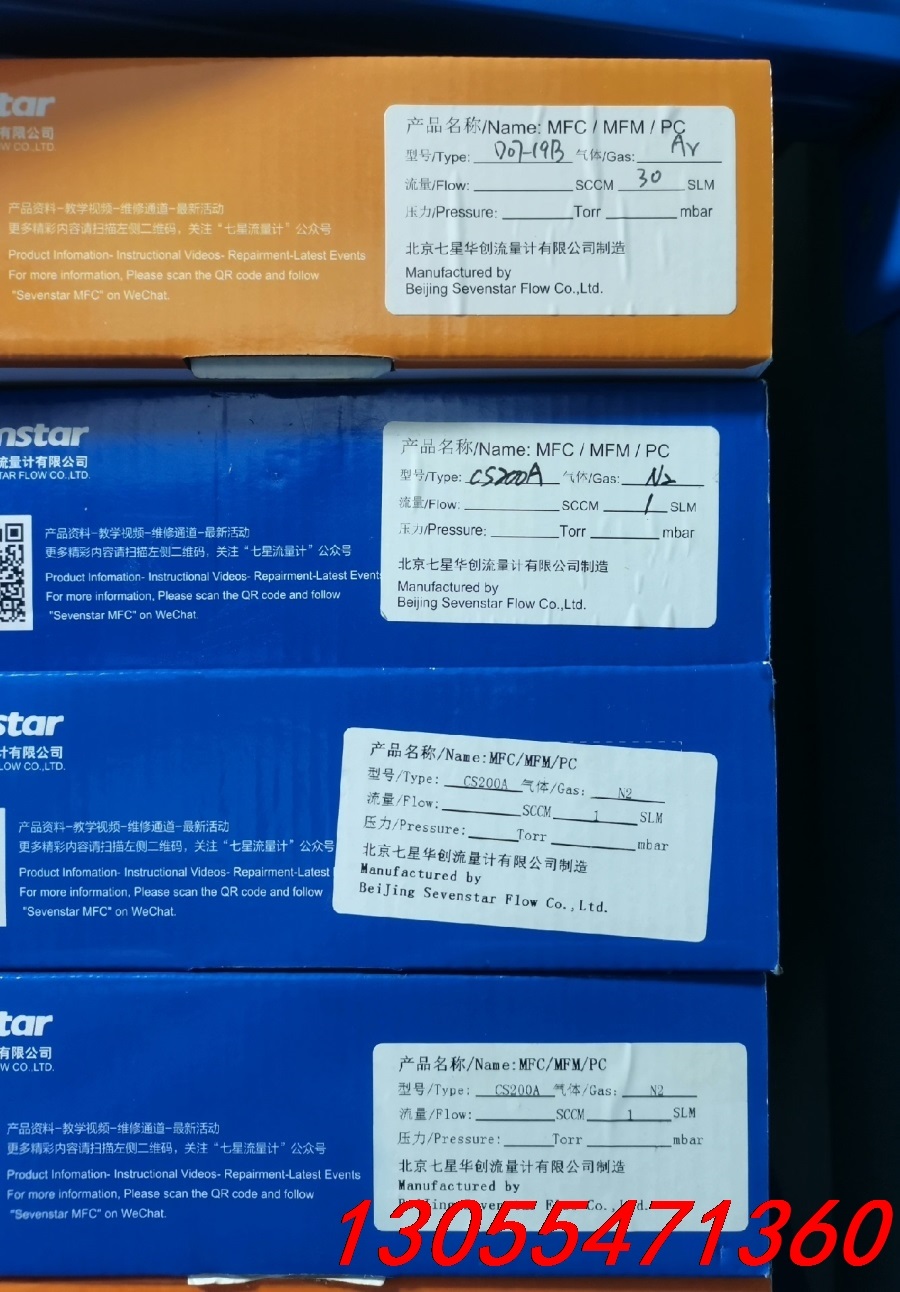 star
有限公司
W CO.,LTD.
产品资料-教学视频-维修通道-最新活动
更多精彩内容请扫描左侧二维码，关注“七星流量计”公众号
Product Infomation- Instructional Videos- Repairment-Latest Events
For more information, Please scan the QR code and follow
"Sevenstar MFC" on WeChat.
产品名称/Name: MFC / MFM / PC
型号/Type: D07-19B 气体/Gas: Ar
流量/Flow: ________ SCCM 30 SLM
压力/Pressure: ________ Torr ________ mbar
北京七星华创流量计有限公司制造
Manufactured by
Beijing Sevenstar Flow Co.,Ltd.
nstar
流量计有限公司
TAR FLOW CO.,LTD.
产品资料-教学视频-维修通道-最新活动
更多精彩内容请扫描左侧二维码，关注“七星流量计”公众号
Product Infomation- Instructional Videos- Repairment-Latest Events
For more information, Please scan the QR code and follow
"Sevenstar MFC" on WeChat.
产品名称/Name: MFC / MFM / PC
型号/Type: CS200A 气体/Gas: N2
流量/Flow: ________ SCCM 1 SLM
压力/Pressure: ________ Torr ________ mbar
北京七星华创流量计有限公司制造
Manufactured by
Beijing Sevenstar Flow Co.,Ltd.
star
计有限公司
LOW CO.,LTD.
产品资料-教学视频-维修通道-最新活动
更多精彩内容请扫描左侧二维码，关注“七星流量计”公众号
Product Infomation- Instructional Videos- Repairment-Latest
For more information, Please scan the QR code and follow
"Sevenstar MFC" on WeChat.
产品名称/Name:MFC/MFM/PC
型号/Type: CS200A 气体/Gas: N2
流量/Flow: ________ SCCM 1 SLM
压力/Pressure: ________ Torr ________ mbar
北京七星华创流量计有限公司制造
Manufactured by
BeiJing Sevenstar Flow Co.,Ltd.
tar
有限公司
W CO.,LTD.
产品资料-教学视频-维修通道-最新活动
更多精彩内容请扫描左侧二维码，关注“七星流量计”公众号
Product Infomation- Instructional Videos- Repairment-Latest Events
For more information, Please scan the QR code and follow
"Sevenstar MFC" on WeChat.
产品名称/Name:MFC/MFM/PC
型号/Type: CS200A 气体/Gas: N2
流量/Flow: ________ SCCM 1 SLM
压力/Pressure: ________ Torr ________ mbar
北京七星华创流量计有限公司制造
Manufactured by
13055471360